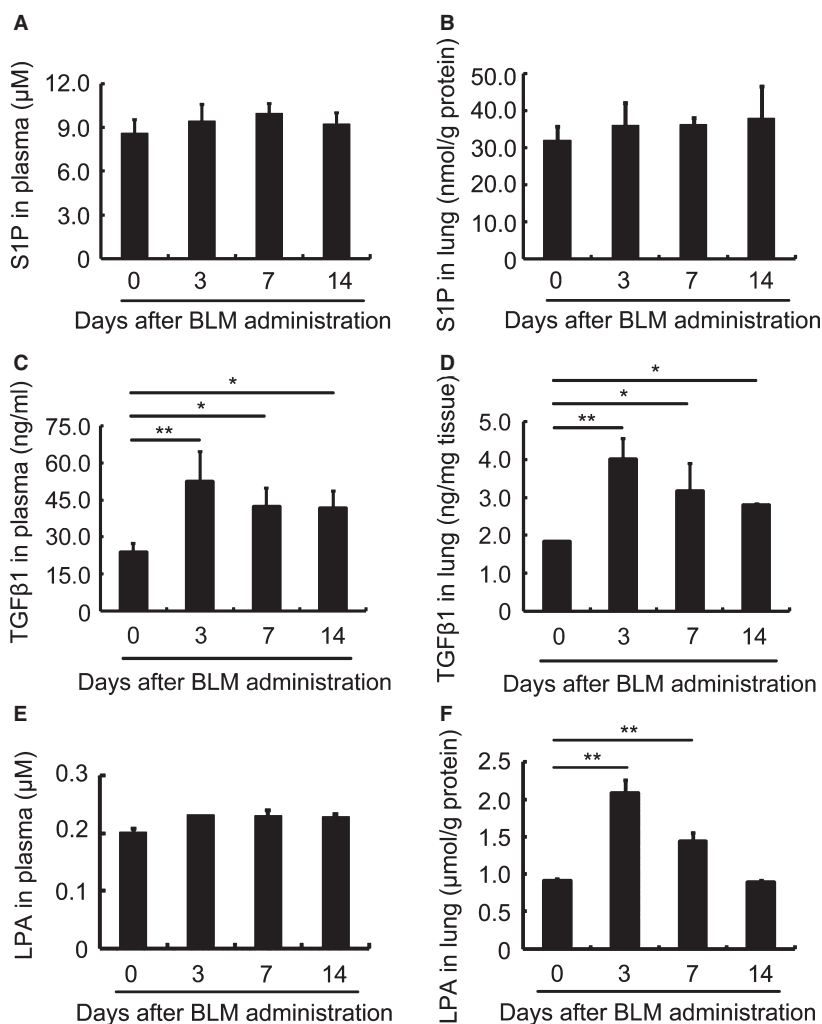 A
S1P in plasma (µM)
12.0
9.0
6.0
3.0
0
0 3 7 14
Days after BLM administration
B
S1P in lung (nmol/g protein)
50.0
40.0
30.0
20.0
10.0
0
0 3 7 14
Days after BLM administration
C
TGFβ1 in plasma (ng/ml)
75.0
60.0
45.0
30.0
15.0
0
*
*
**
0 3 7 14
Days after BLM administration
D
TGFβ1 in lung (ng/mg tissue)
5.0
4.0
3.0
2.0
1.0
0
*
*
**
0 3 7 14
Days after BLM administration
E
LPA in plasma (µM)
0.3
0.2
0.1
0
0 3 7 14
Days after BLM administration
F
LPA in lung (µmol/g protein)
2.5
2.0
1.5
1.0
0.5
0
**
**
0 3 7 14
Days after BLM administration